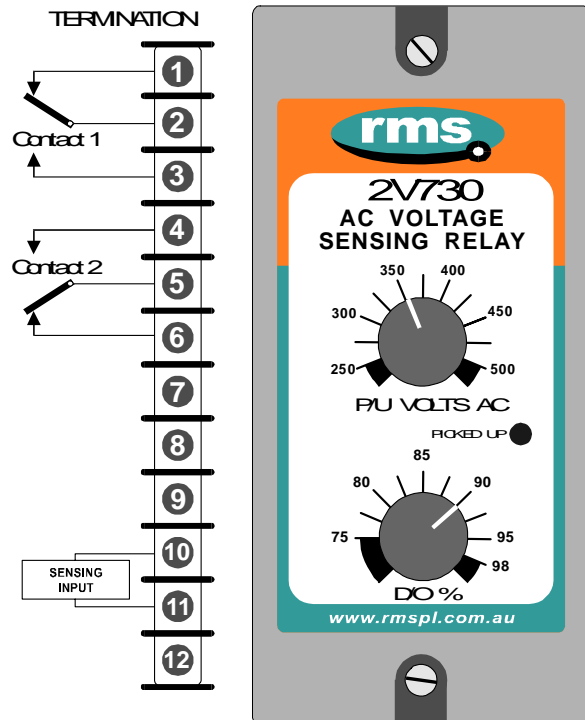 TERMINATION
1
2
Contact 1
3
4
Contact 2
5
6
7
8
9
10
SENSING
INPUT
11
12
rms
2V730
AC VOLTAGE
SENSING RELAY
350 400
300 450
250 500
P/U VOLTS AC
PICKED UP
85
80 90
75 95
98
D/O %
www.rmspl.com.au